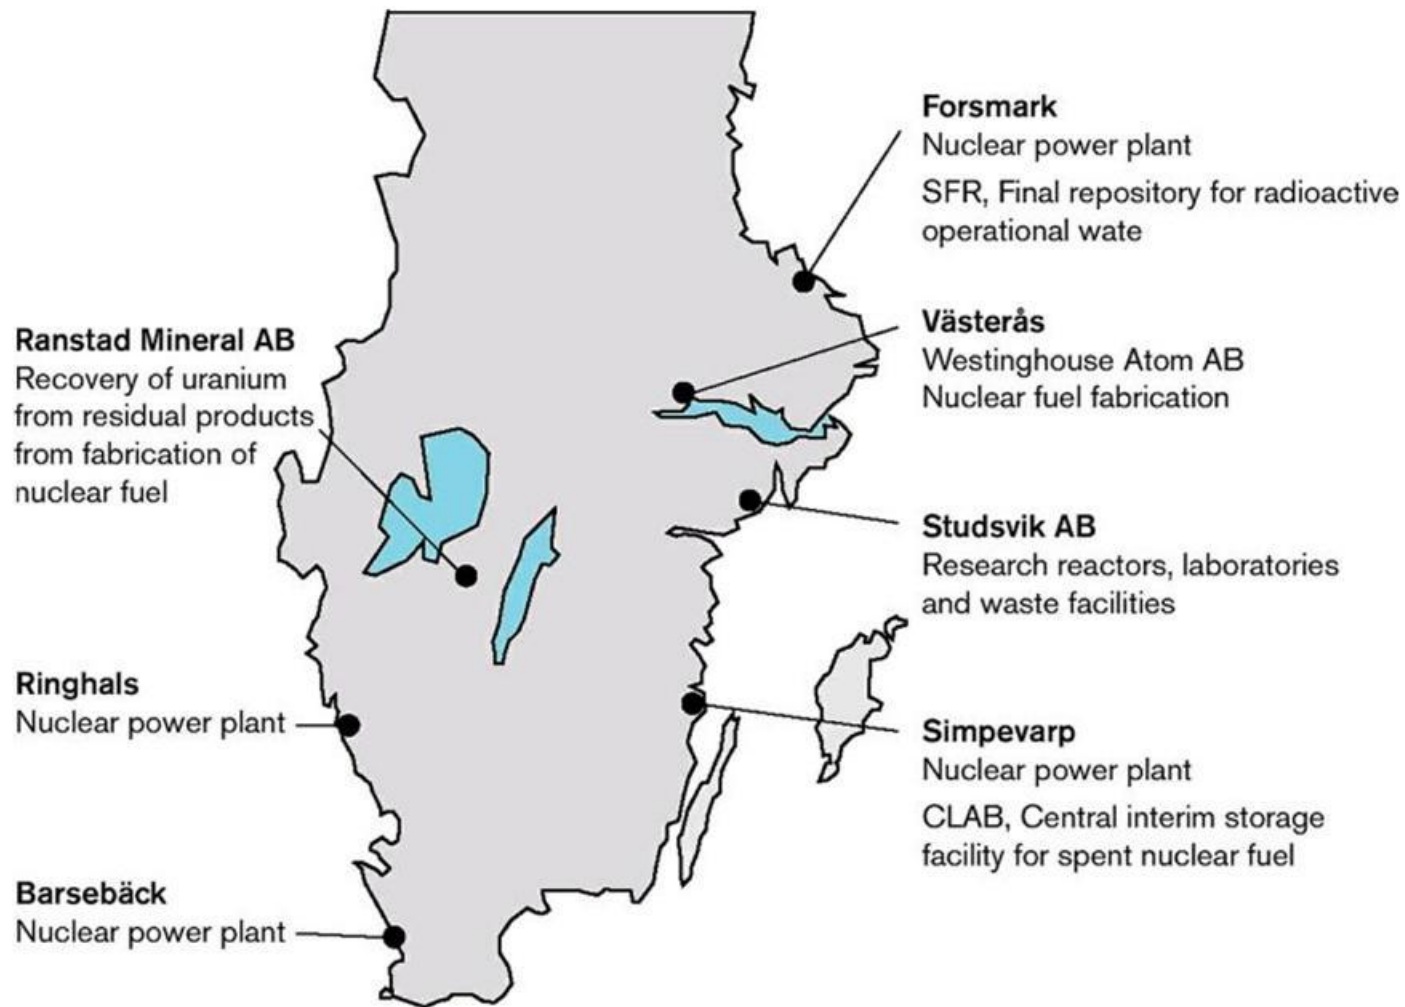 Forsmark
Nuclear power plant
SFR, Final repository for radioactive
operational wate
Västerås
Westinghouse Atom AB
Nuclear fuel fabrication
Studsvik AB
Research reactors, laboratories
and waste facilities
Simpevarp
Nuclear power plant
CLAB, Central interim storage
facility for spent nuclear fuel
Ranstad Mineral AB
Recovery of uranium
from residual products
from fabrication of
nuclear fuel
Ringhals
Nuclear power plant
Barsebäck
Nuclear power plant